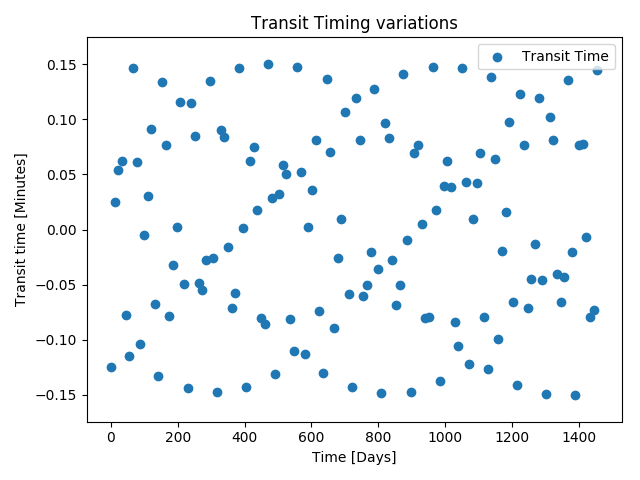 Transit Timing variations
Transit Time
0.15
0.10
0.05
0.00
−0.05
−0.10
−0.15
Transit time [Minutes]
0 200 400 600 800 1000 1200 1400
Time [Days]